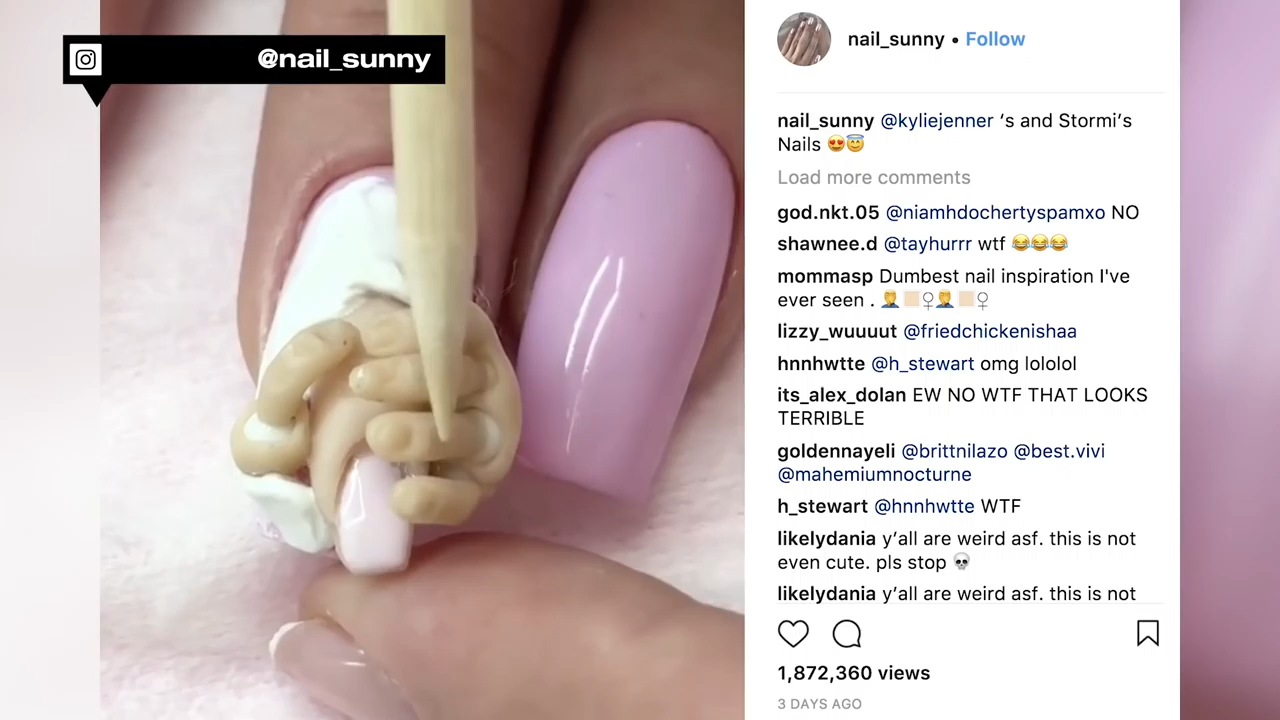 @nail_sunny
nail_sunny • Follow
nail_sunny @kyliejenner ’s and Stormi’s
Nails 😍😇
Load more comments
god.nkt.05 @niamhdochertyspamxo NO
shawnee.d @tayhurrr wtf 😂😂😂
mommasp Dumbest nail inspiration I've
ever seen . 🤦🏻♀🤦🏻♀
lizzy_wuuuut @friedchickenishaa
hnnhwtte @h_stewart omg lololol
its_alex_dolan EW NO WTF THAT LOOKS
TERRIBLE
goldennayeli @brittnilazo @best.vivi
@mahemiumnocturne
h_stewart @hnnhwtte WTF
likelydania y’all are weird asf. this is not
even cute. pls stop 💀
likelydania y’all are weird asf. this is not
1,872,360 views
3 DAYS AGO